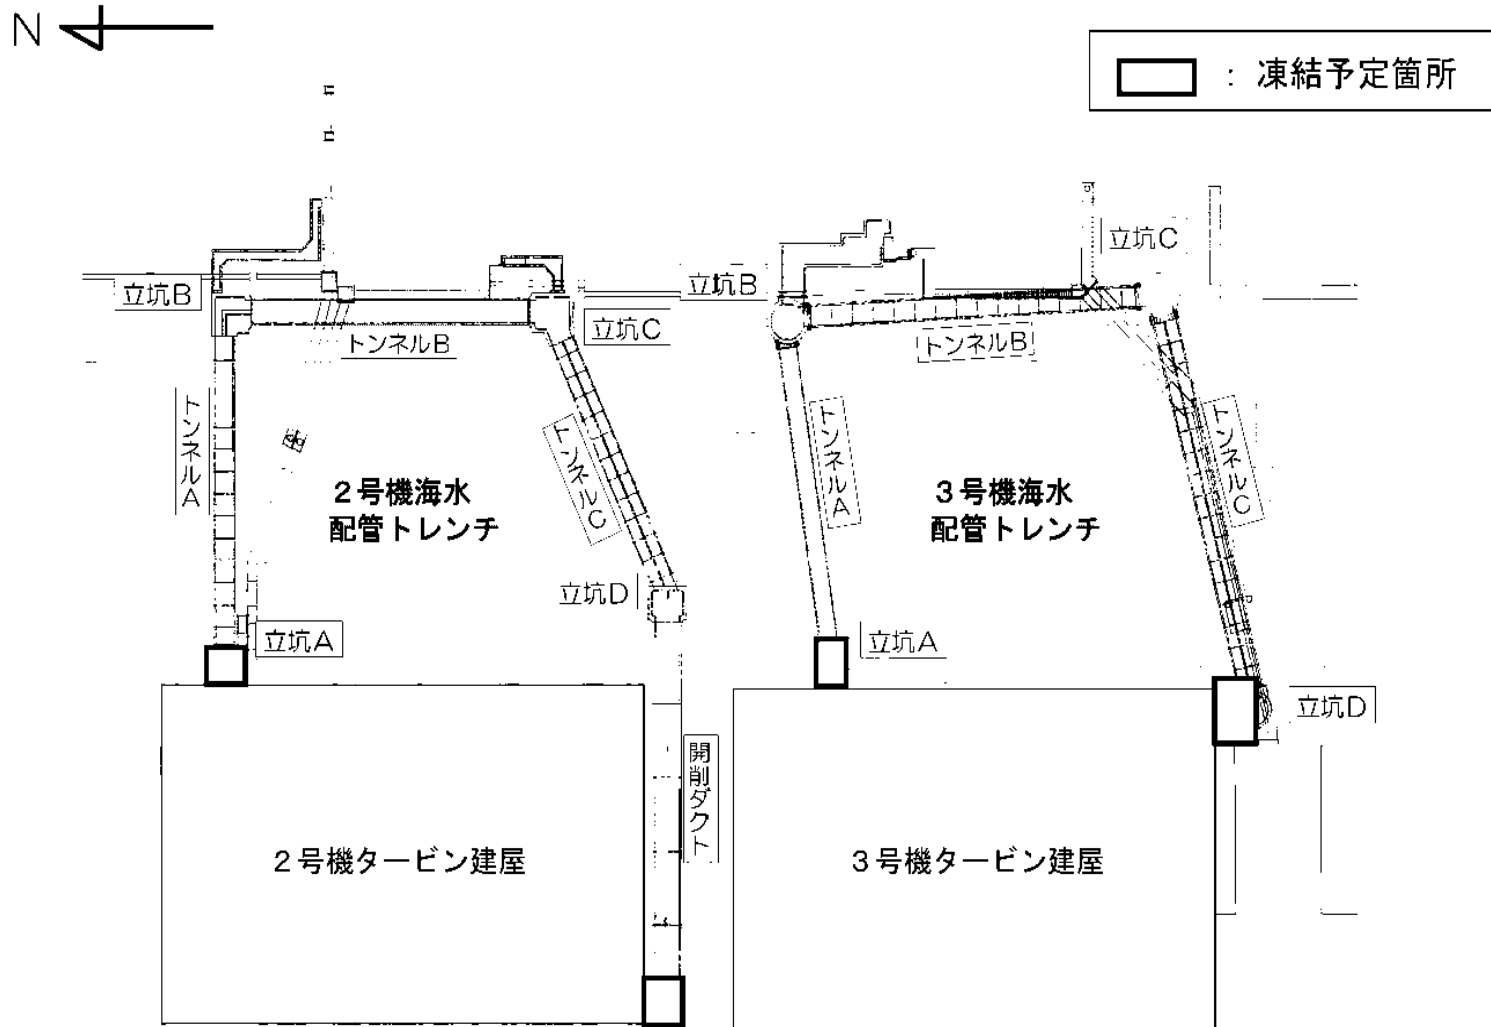 N
：凍結予定箇所
立坑C
立坑B
立坑B
立坑C
トンネルB
トンネルB
トンネルA
トンネルC
トンネルA
トンネルC
2号機海水
配管トレンチ
3号機海水
配管トレンチ
立坑D
立坑A
立坑A
立坑D
開削ダクト
2号機タービン建屋
3号機タービン建屋